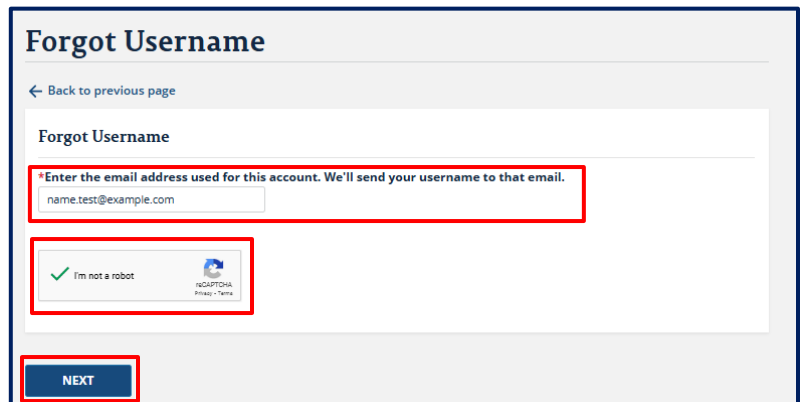 Forgot Username
Back to previous page
Forgot Username
*Enter the email address used for this account. We'll send your username to that email.
name.test@example.com
I'm not a robot
reCAPTCHA
Privacy - Terms
NEXT